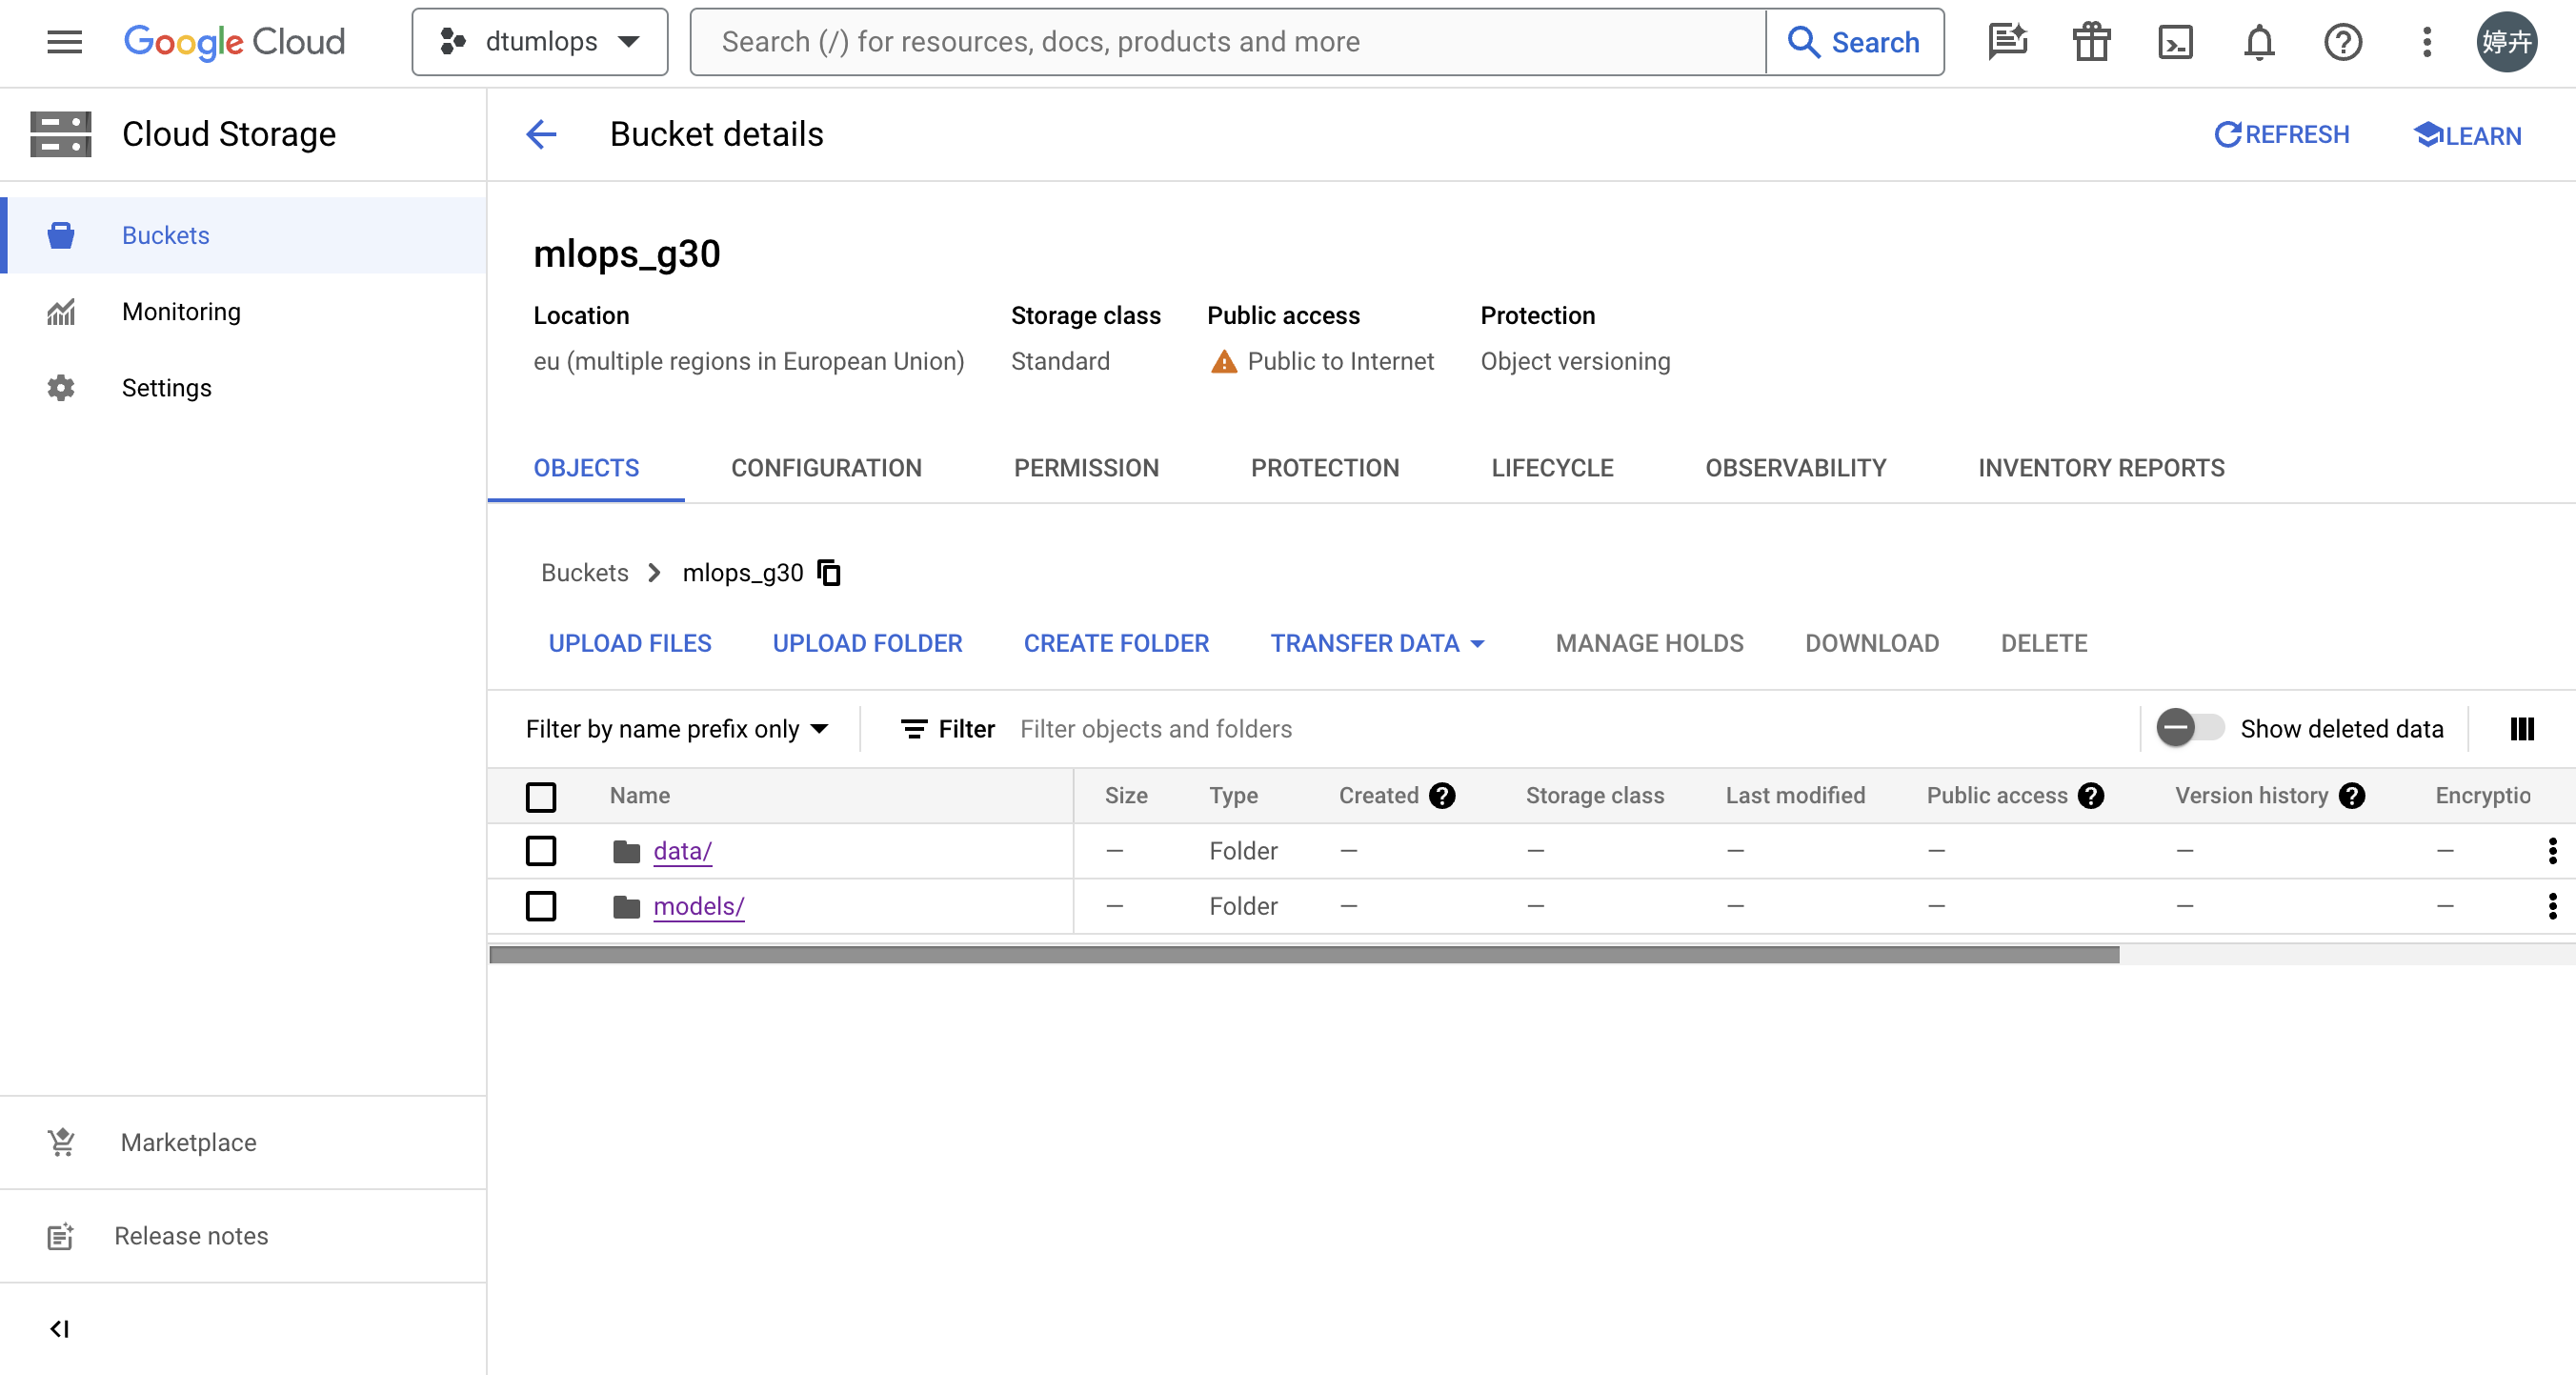 Google Cloud
dtumlops
Search (/) for resources, docs, products and more
Search
婷卉
Cloud Storage
Bucket details
REFRESH
LEARN
Buckets
Monitoring
Settings
mlops_g30
Location
Storage class
Public access
Protection
eu (multiple regions in European Union)
Standard
Public to Internet
Object versioning
OBJECTS
CONFIGURATION
PERMISSION
PROTECTION
LIFECYCLE
OBSERVABILITY
INVENTORY REPORTS
Buckets
mlops_g30
UPLOAD FILES
UPLOAD FOLDER
CREATE FOLDER
TRANSFER DATA
MANAGE HOLDS
DOWNLOAD
DELETE
Filter by name prefix only
Filter
Filter objects and folders
Show deleted data
Name
Size
Type
Created
Storage class
Last modified
Public access
Version history
Encryptio
data/
—
Folder
—
—
—
—
—
—
models/
—
Folder
—
—
—
—
—
—
Marketplace
Release notes